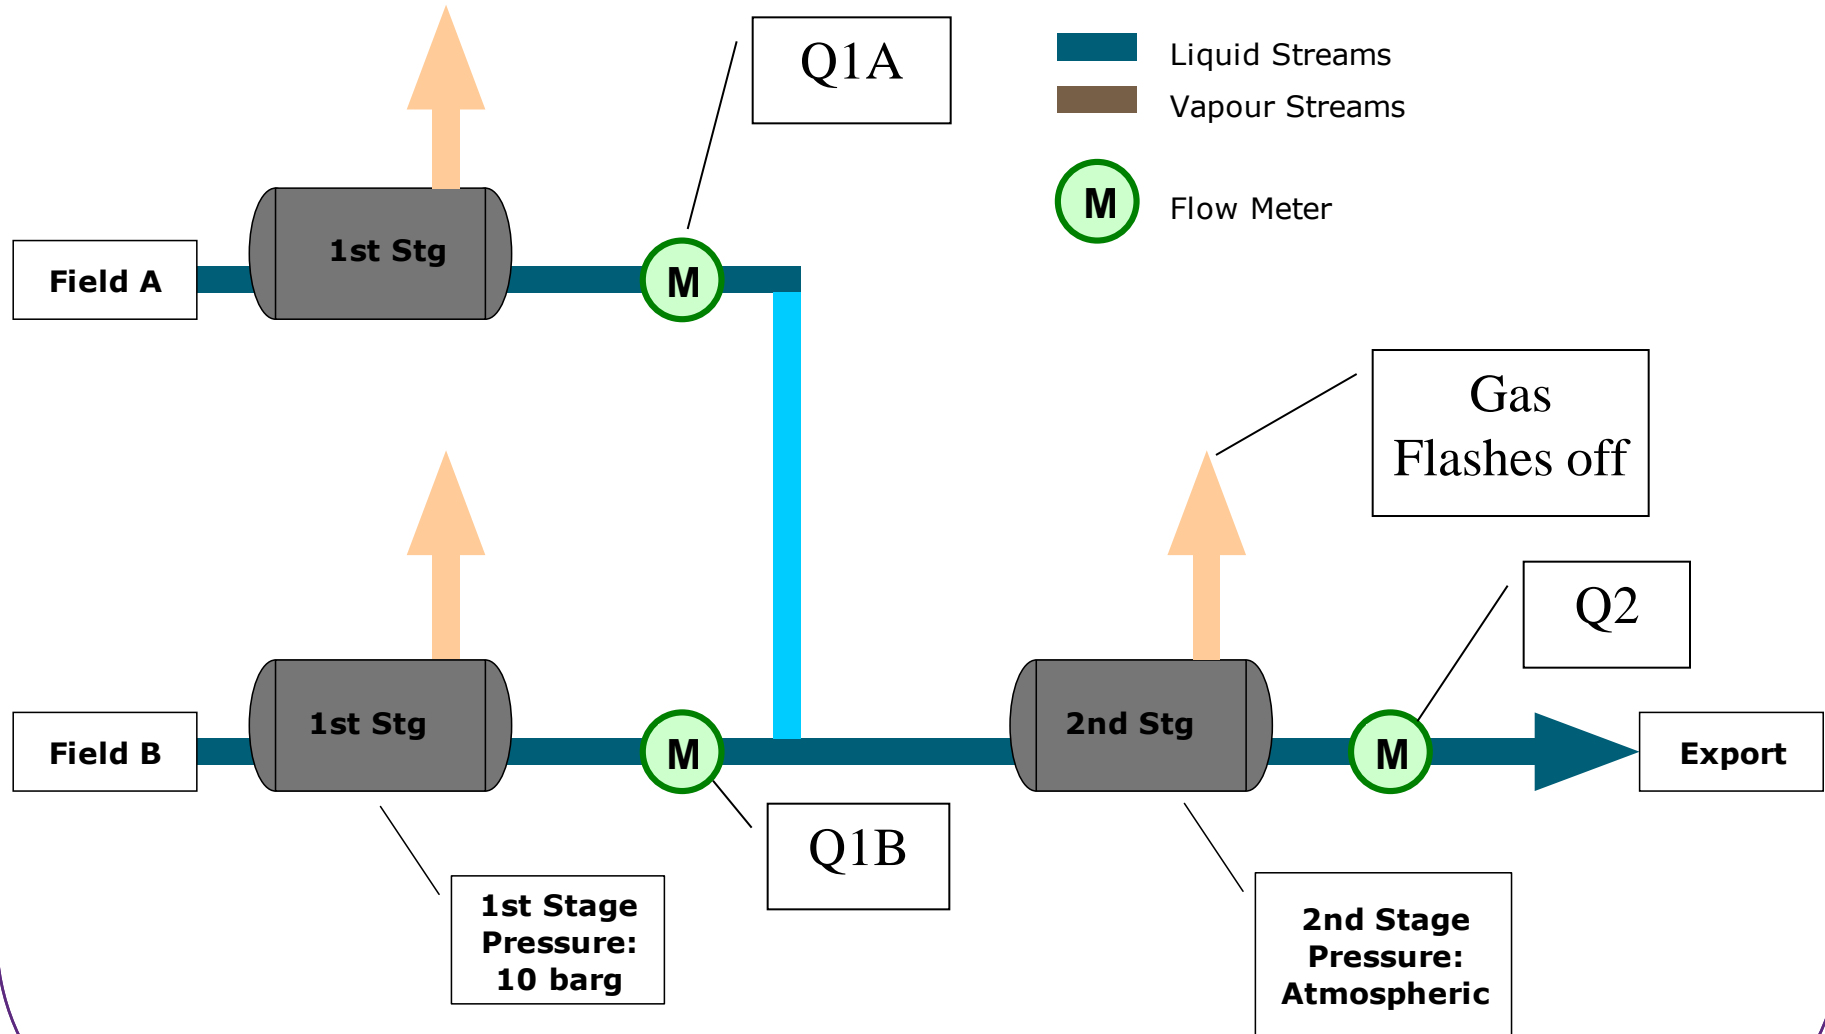 Q1A
Liquid Streams
Vapour Streams
M
Flow Meter
1st Stg
Field A
M
Gas
Flashes off
Q2
1st Stg
2nd Stg
Field B
M
M
Export
Q1B
1st Stage
Pressure:
10 barg
2nd Stage
Pressure:
Atmospheric